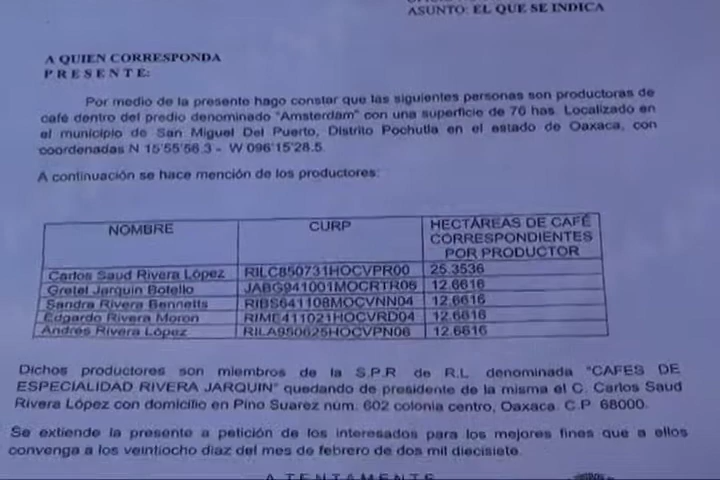 ASUNTO: EL QUE SE INDICA
A QUIEN CORRESPONDA
P R E S E N T E:
Por medio de la presente hago constar que las siguientes personas son productoras de
café dentro del predio denominado "Amsterdam" con una superficie de 76 has. Localizado en
el municipio de San Miguel Del Puerto, Distrito Pochutla en el estado de Oaxaca, con
coordenadas N 15'55'56.3 - W 096'15'28.5.
A continuación se hace mención de los productores:
NOMBRE CURP HECTÁREAS DE CAFÉ
CORRESPONDIENTES
POR PRODUCTOR
Carlos Saud Rivera López RILC850731HOCVPR00 25.3536
Gretel Jarquin Botello JABG941001MOCRTR06 12.6616
Sandra Rivera Bennetts RIBS641108MOCVNN04 12.6616
Edgardo Rivera Moron RIME411021HOCVRD04 12.6616
Andrés Rivera López RILA950625HOCVPN06 12.6616
Dichos productores son miembros de la S.P.R de R.L denominada "CAFES DE
ESPECIALIDAD RIVERA JARQUIN" quedando de presidente de la misma el C. Carlos Saud
Rivera López con domicilio en Pino Suarez núm. 602 colonia centro, Oaxaca. C.P 68000.
Se extiende la presente a petición de los interesados para los mejores fines que a ellos
convenga a los veintiocho diaz del mes de febrero de dos mil diecisiete.
A T E N T A M E N T E